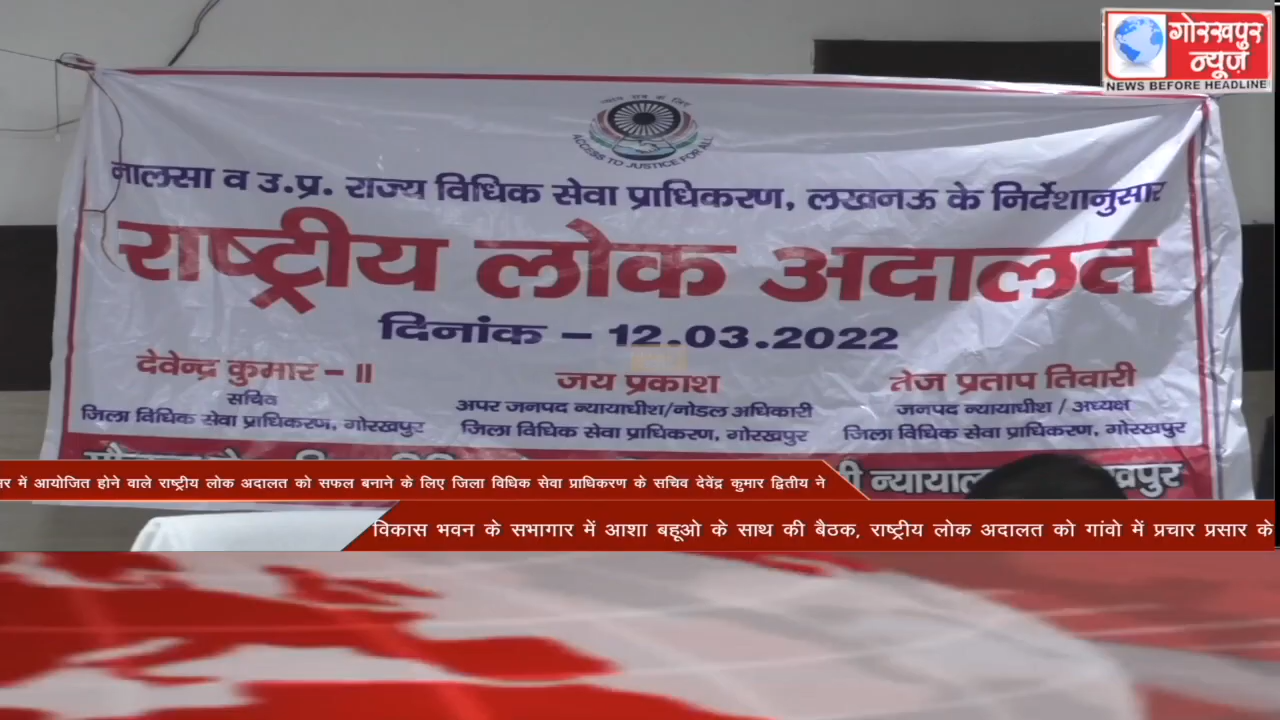 गोरखपुर
न्यूज़
NEWS BEFORE HEADLINE
ACCESS TO JUSTICE FOR ALL
नालसा व उ.प्र. राज्य विधिक सेवा प्राधिकरण, लखनऊ के निर्देशानुसार
राष्ट्रीय लोक अदालत
दिनांक – 12.03.2022
देवेन्द्र कुमार – II
सचिव
जिला विधिक सेवा प्राधिकरण, गोरखपुर
जय प्रकाश
अपर जनपद न्यायाधीश/नोडल अधिकारी
जिला विधिक सेवा प्राधिकरण, गोरखपुर
तेज प्रताप तिवारी
जनपद न्यायाधीश / अध्यक्ष
जिला विधिक सेवा प्राधिकरण, गोरखपुर
में आयोजित होने वाले राष्ट्रीय लोक अदालत को सफल बनाने के लिए जिला विधिक सेवा प्राधिकरण के सचिव देवेंद्र कुमार द्वितीय ने
विकास भवन के सभागार में आशा बहूओ के साथ की बैठक, राष्ट्रीय लोक अदालत को गांवो में प्रचार प्रसार के